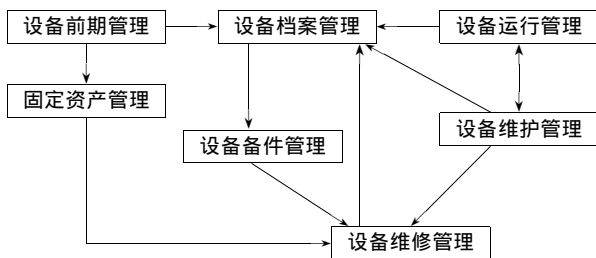 设备前期管理
设备档案管理
设备运行管理
固定资产管理
设备备件管理
设备维护管理
设备维修管理